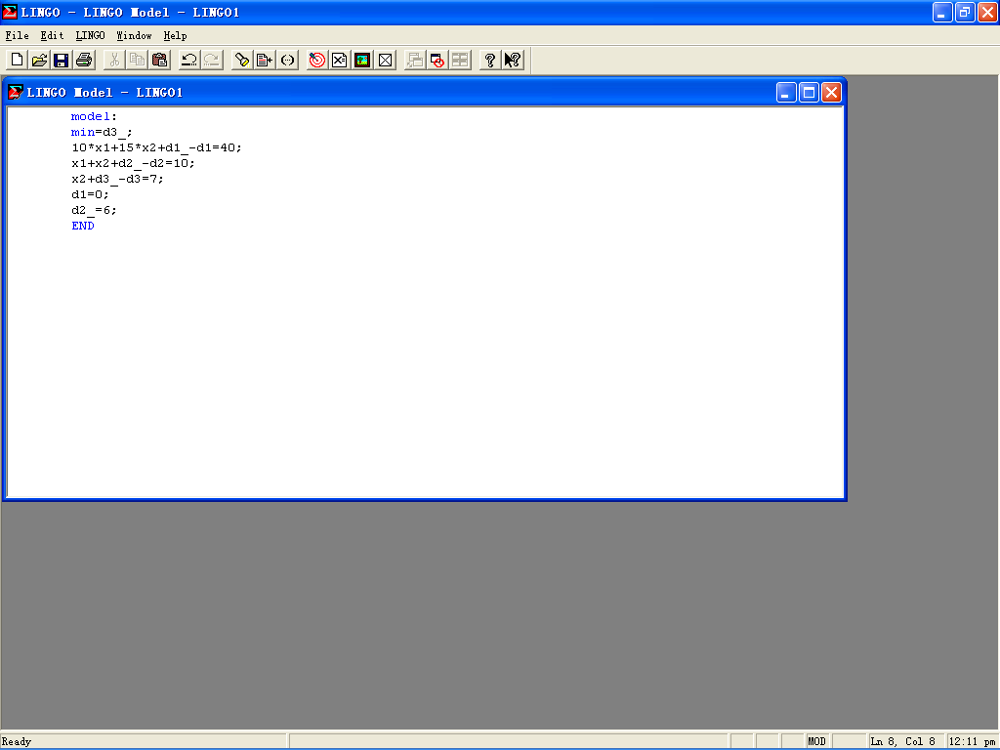 LINGO - LINGO Model - LINGO1
File Edit LINGO Window Help
LINGO Model - LINGO1
model:
min=d3_;
10*x1+15*x2+d1_-d1=40;
x1+x2+d2_-d2=10;
x2+d3_-d3=7;
d1=0;
d2_=6;
END
Ready MOD Ln 8, Col 8 12:11 pm